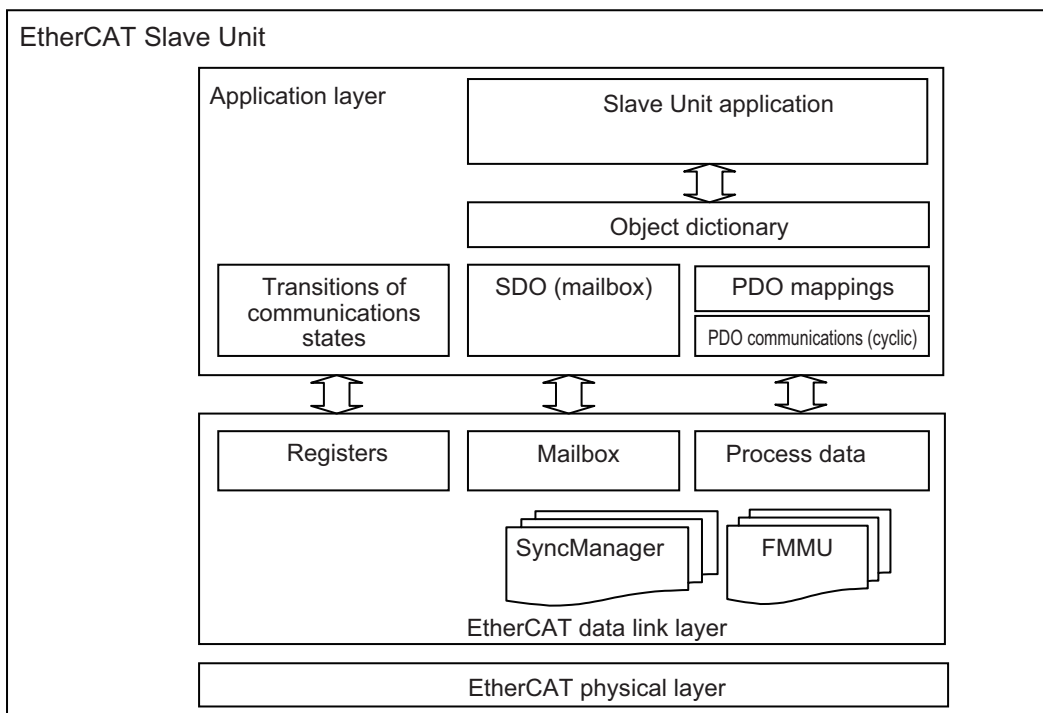 EtherCAT Slave Unit
Application layer
Slave Unit application
Object dictionary
Transitions of
communications
states
SDO (mailbox)
PDO mappings
PDO communications (cyclic)
Registers
Mailbox
Process data
SyncManager
FMMU
EtherCAT data link layer
EtherCAT physical layer